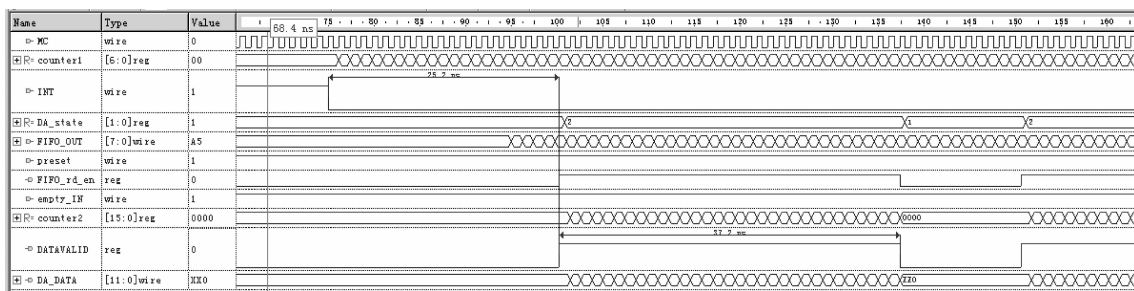 Name Type Value 75 80 85 90 95 100 105 110 115 120 125 130 135 140 145 150 155 160
68.4 ns
MC wire 0
R= counter1 [6:0]reg 00
25.2 ns
INT wire 1
R= DA_state [1:0]reg 1 2 1 2
FIFO_OUT [7:0]wire A5
preset wire 1
FIFO_rd_en reg 0
empty_IN wire 1
R= counter2 [15:0]reg 0000 0000
37.2 ns
DATAVALID reg 0
DA_DATA [11:0]wire XX0 ZZ0